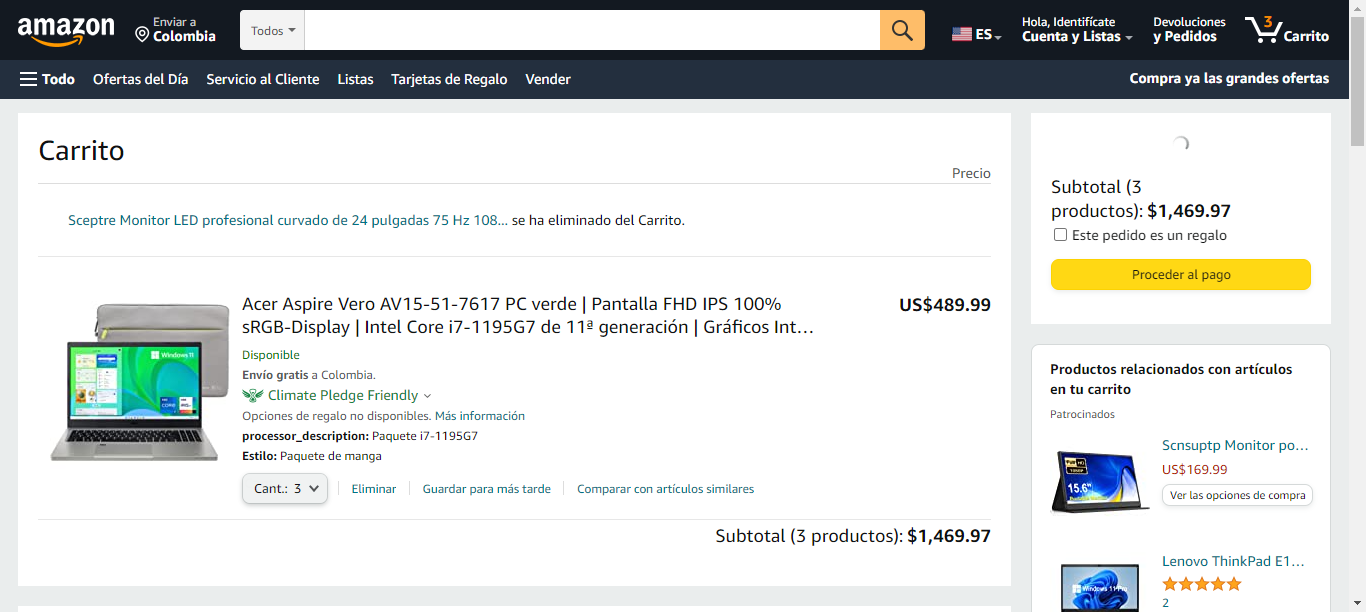 amazon
Enviar a
Colombia
Todos
ES
Hola, Identifícate
Cuenta y Listas
Devoluciones
y Pedidos
3
Carrito
Todo
Ofertas del Día
Servicio al Cliente
Listas
Tarjetas de Regalo
Vender
Compra ya las grandes ofertas
Carrito
Precio
Sceptre Monitor LED profesional curvado de 24 pulgadas 75 Hz 108... se ha eliminado del Carrito.
Acer Aspire Vero AV15-51-7617 PC verde | Pantalla FHD IPS 100%
sRGB-Display | Intel Core i7-1195G7 de 11ª generación | Gráficos Int…
US$489.99
Windows 11
Disponible
Envío gratis a Colombia.
Climate Pledge Friendly
Opciones de regalo no disponibles. Más información
processor_description: Paquete i7-1195G7
Estilo: Paquete de manga
Cant.: 3
Eliminar
Guardar para más tarde
Comparar con artículos similares
Subtotal (3 productos): $1,469.97
Subtotal (3
productos): $1,469.97
Este pedido es un regalo
Proceder al pago
Productos relacionados con artículos
en tu carrito
Patrocinados
15.6"
Scnsuptp Monitor po…
US$169.99
Ver las opciones de compra
Windows 11 Pro
Lenovo ThinkPad E1…
2